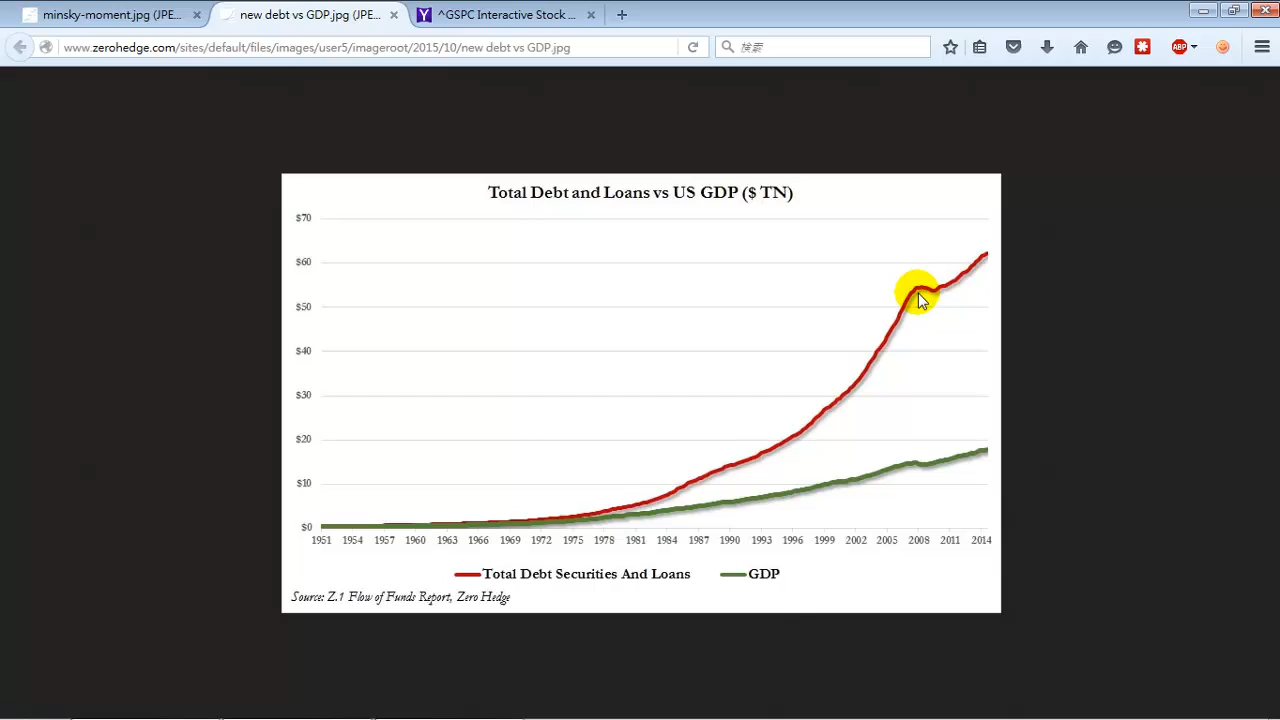 minsky-moment.jpg (JPE...
new debt vs GDP.jpg (JPE...
^GSPC Interactive Stock ...
www.zerohedge.com/sites/default/files/images/user5/imageroot/2015/10/new debt vs GDP.jpg
検索
ABP
Total Debt and Loans vs US GDP ($ TN)
$70
$60
$50
$40
$30
$20
$10
$0
1951 1954 1957 1960 1963 1966 1969 1972 1975 1978 1981 1984 1987 1990 1993 1996 1999 2002 2005 2008 2011 2014
Total Debt Securities And Loans GDP
Source: Z.1 Flow of Funds Report, Zero Hedge